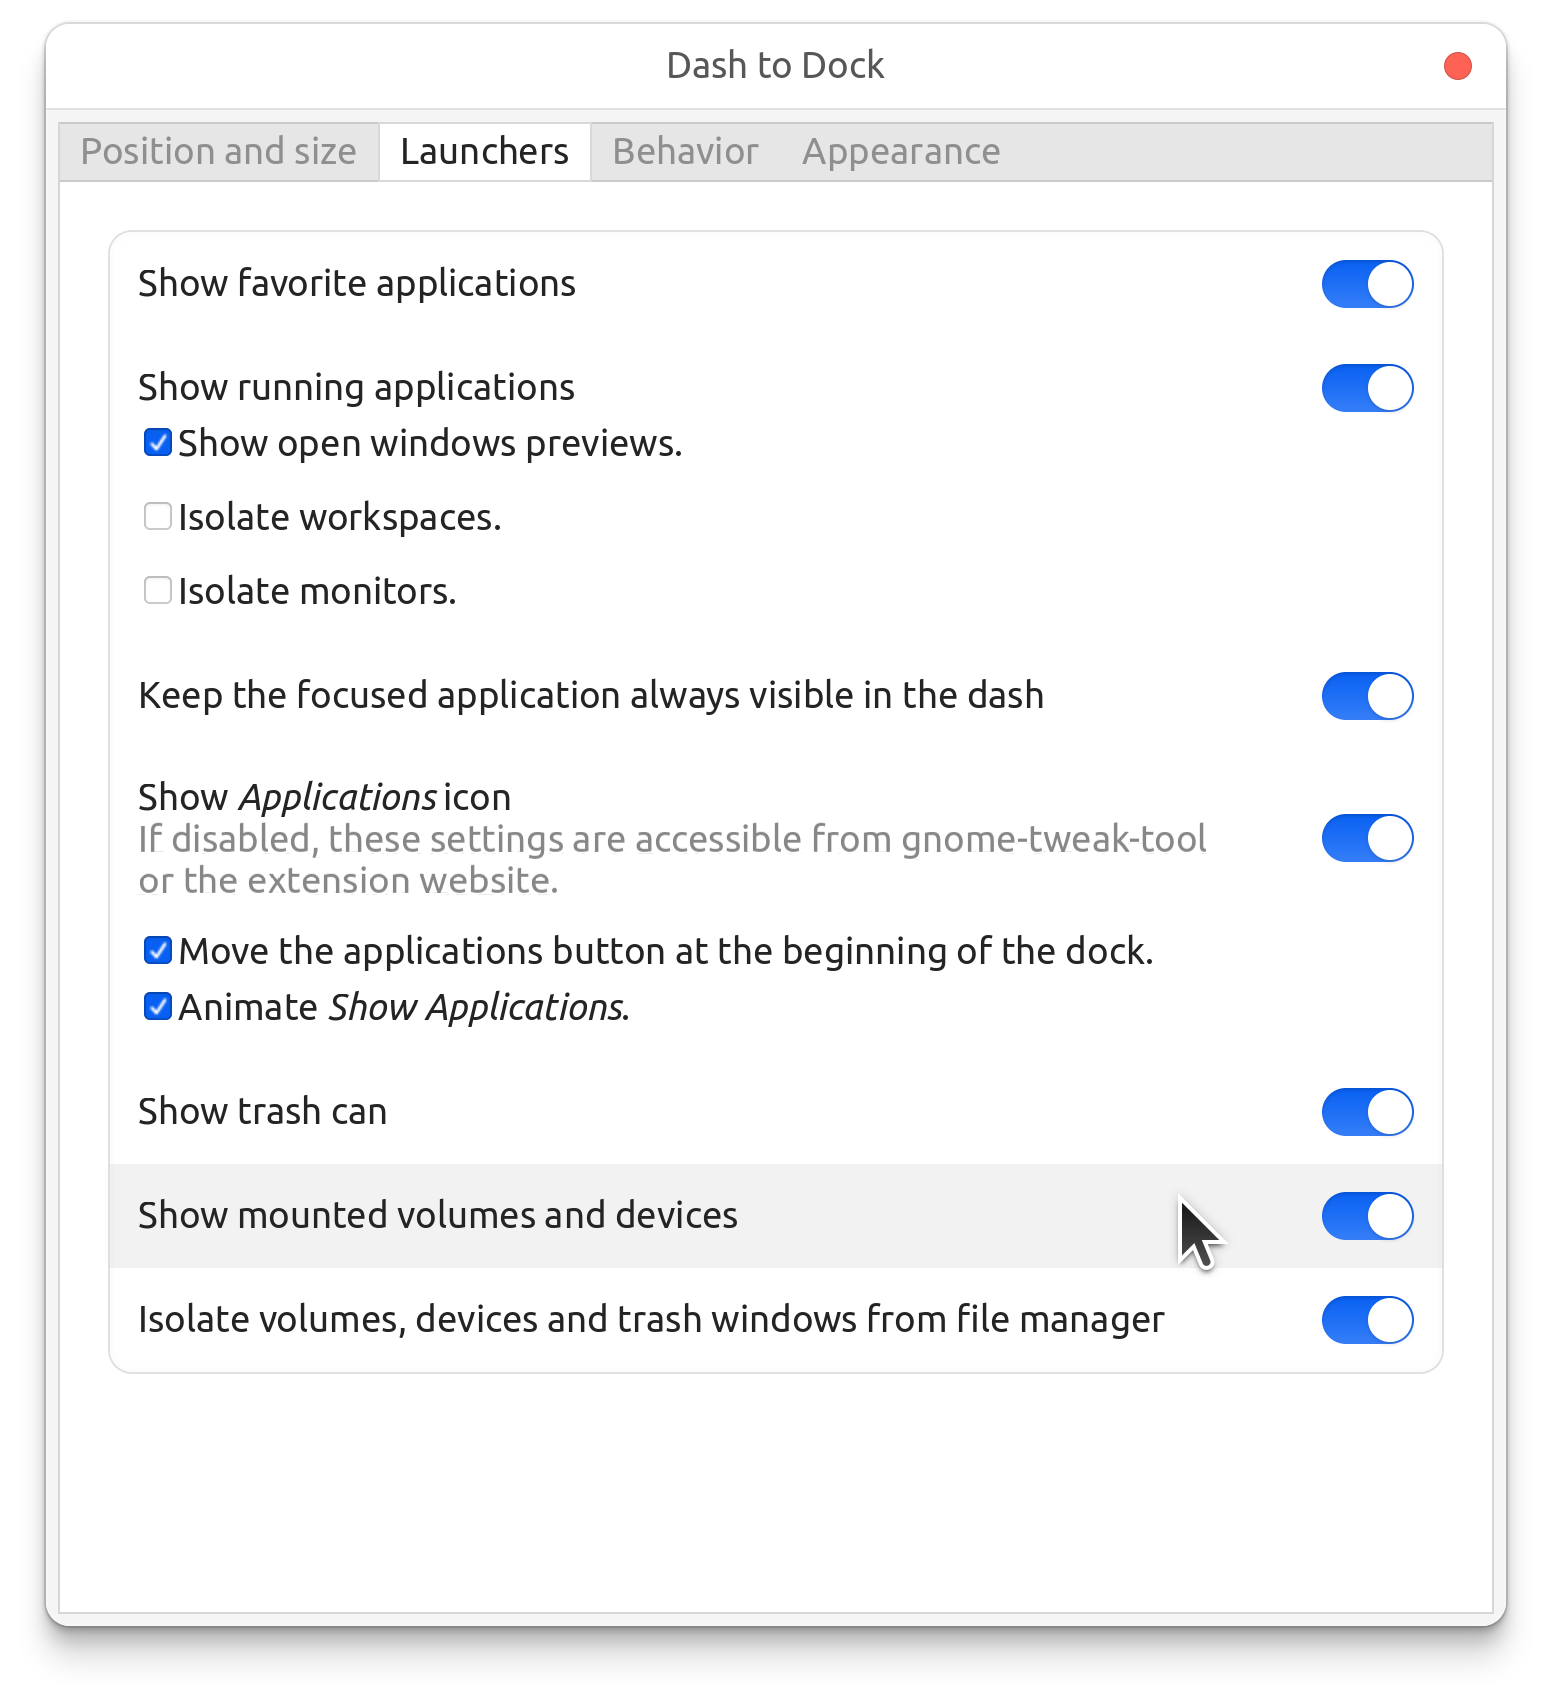 Dash to Dock
Position and size Launchers Behavior Appearance
Show favorite applications
Show running applications
Show open windows previews.
Isolate workspaces.
Isolate monitors.
Keep the focused application always visible in the dash
Show Applications icon
If disabled, these settings are accessible from gnome-tweak-tool
or the extension website.
Move the applications button at the beginning of the dock.
Animate Show Applications.
Show trash can
Show mounted volumes and devices
Isolate volumes, devices and trash windows from file manager